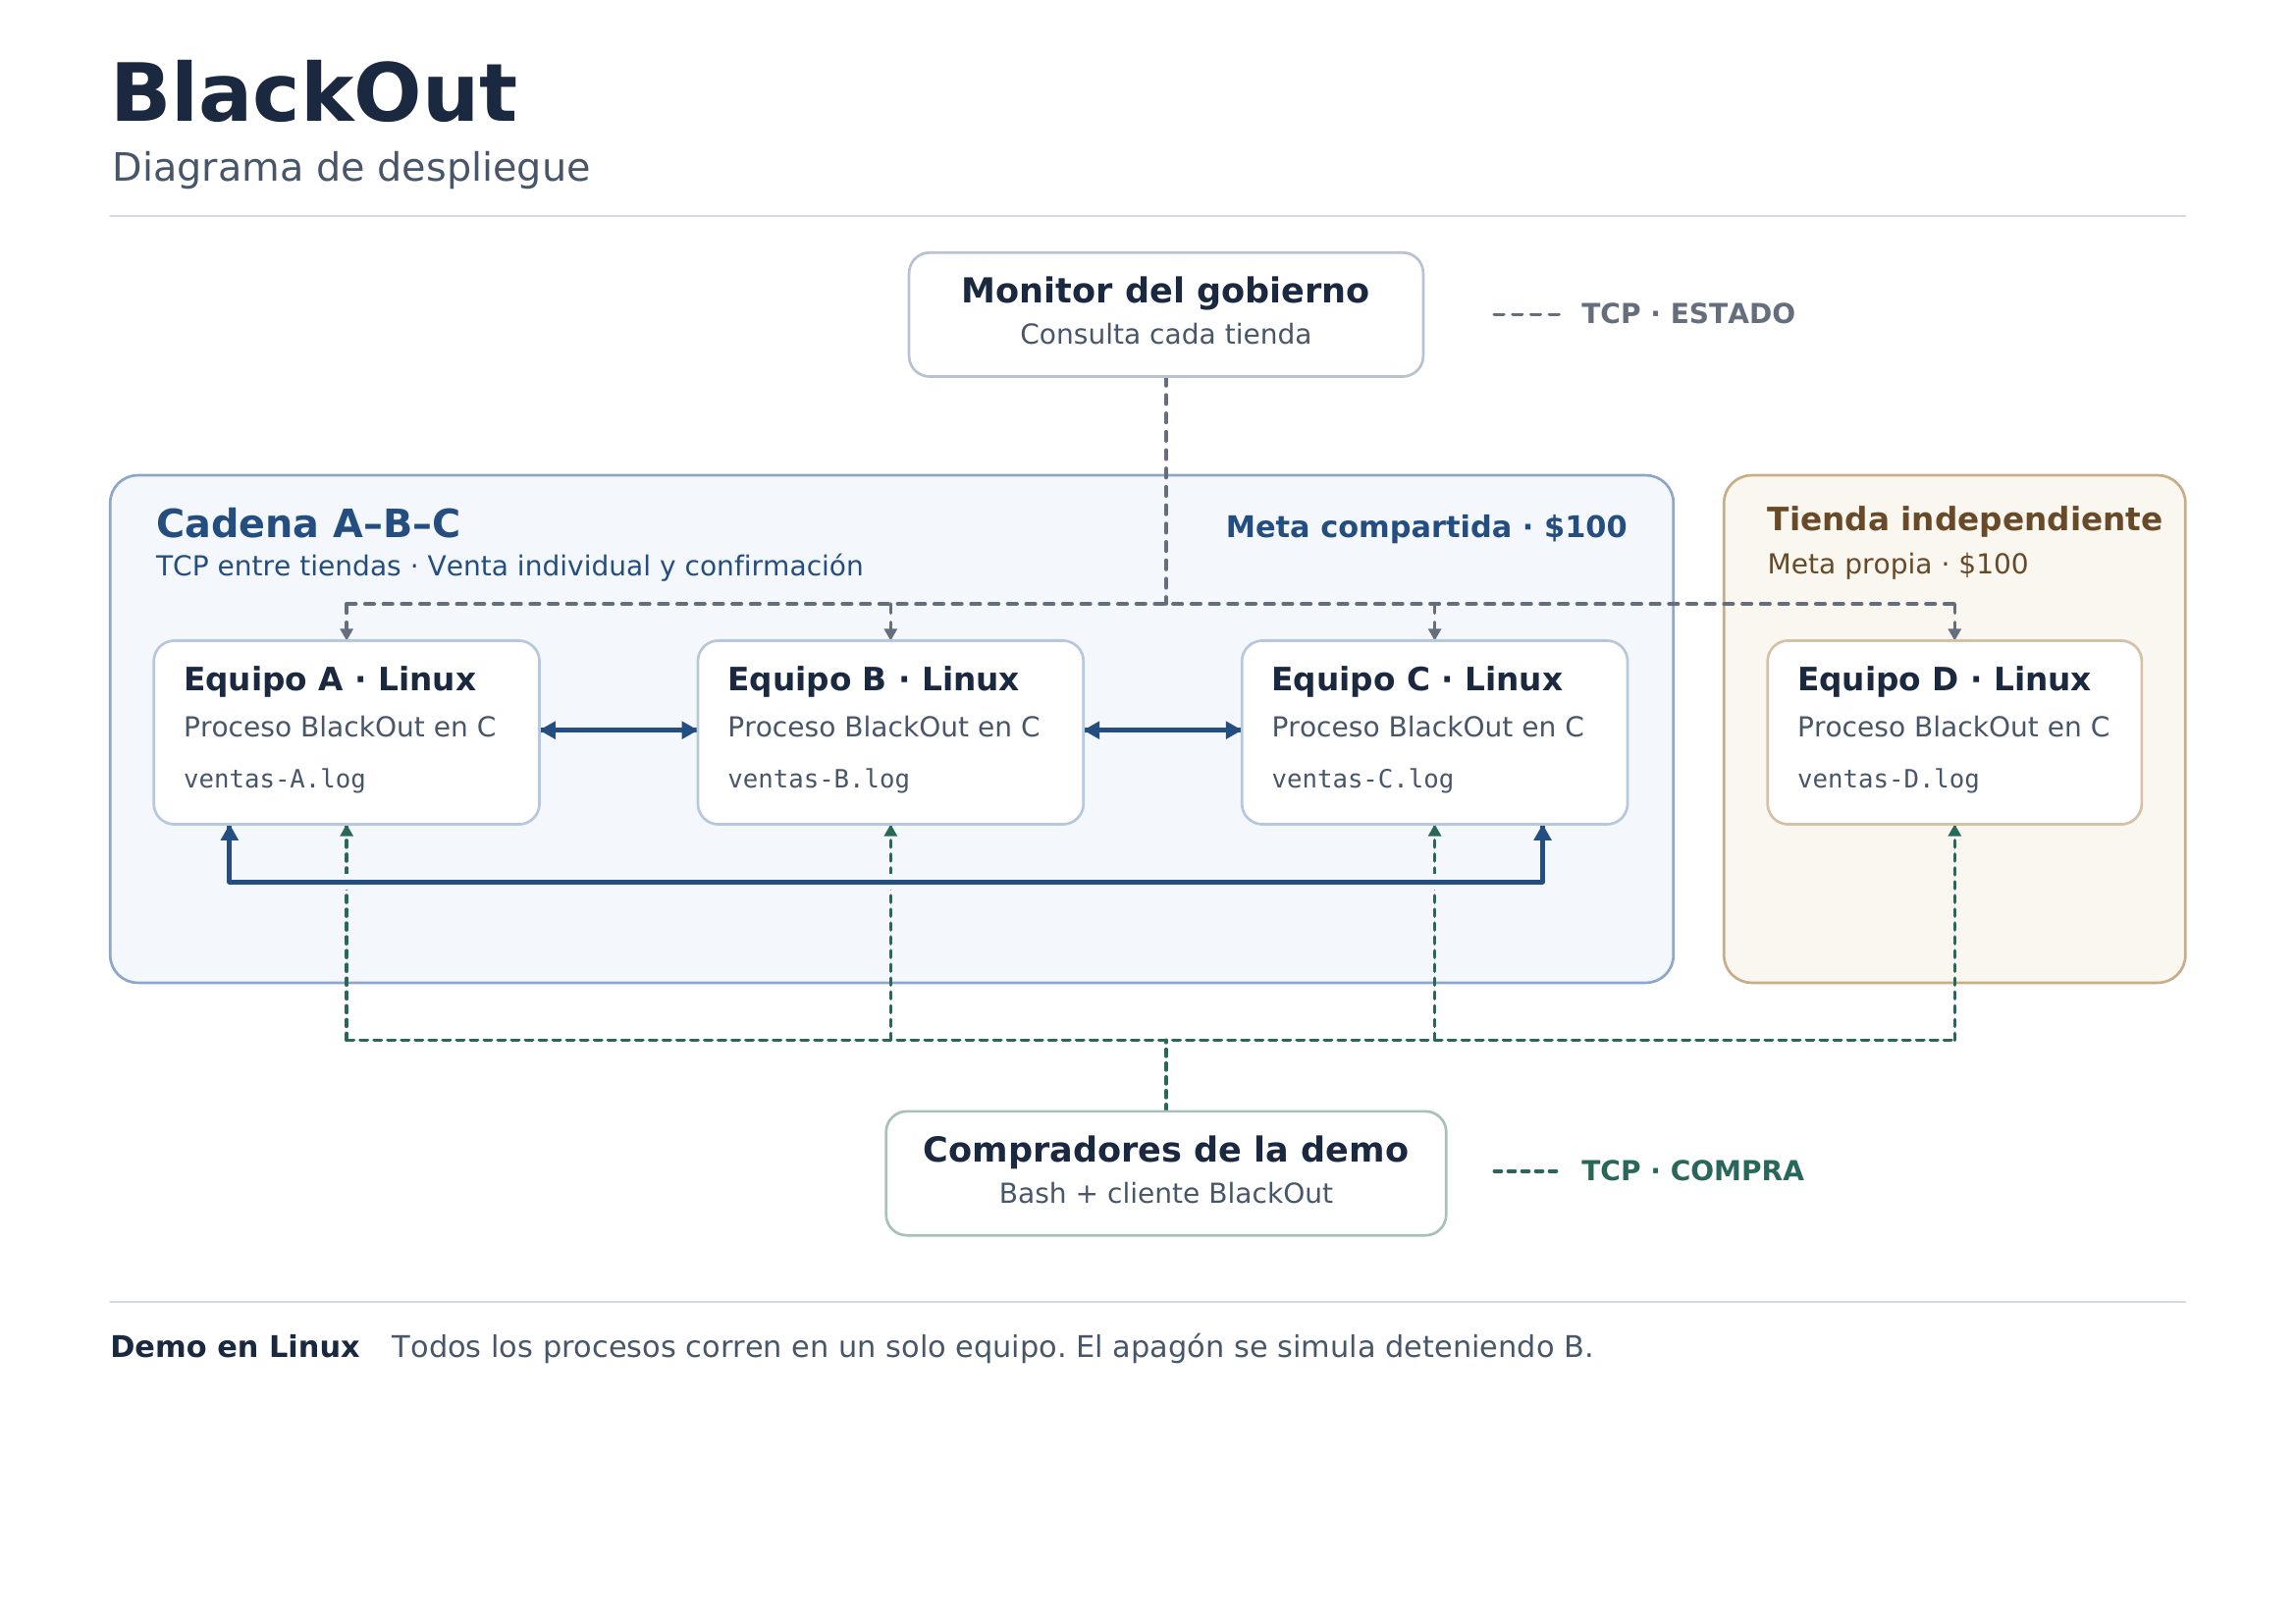 BlackOut
Diagrama de despliegue
Monitor del gobierno
Consulta cada tienda
TCP · ESTADO
Cadena A–B–C
TCP entre tiendas · Venta individual y confirmación
Meta compartida · $100
Tienda independiente
Meta propia · $100
Equipo A · Linux
Proceso BlackOut en C
ventas-A.log
Equipo B · Linux
Proceso BlackOut en C
ventas-B.log
Equipo C · Linux
Proceso BlackOut en C
ventas-C.log
Equipo D · Linux
Proceso BlackOut en C
ventas-D.log
Compradores de la demo
Bash + cliente BlackOut
TCP · COMPRA
Demo en Linux Todos los procesos corren en un solo equipo. El apagón se simula deteniendo B.